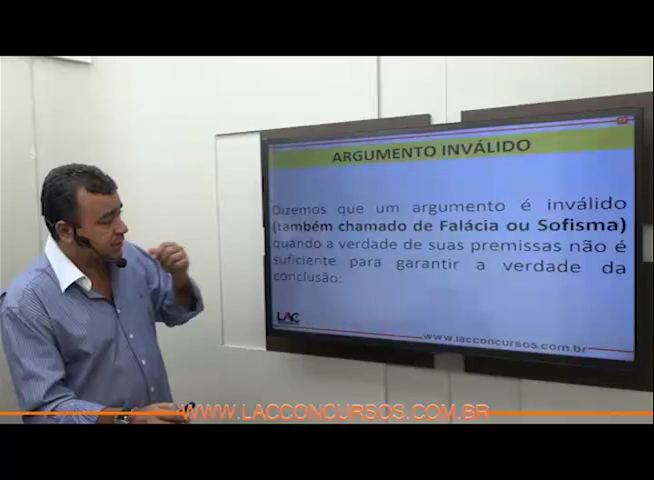 ARGUMENTO INVÁLIDO
Dizemos que um argumento é inválido
(também chamado de Falácia ou Sofisma)
quando a verdade de suas premissas não é
suficiente para garantir a verdade da
conclusão:
LAC
www.lacconcursos.com.br
WWW.LACCONCURSOS.COM.BR